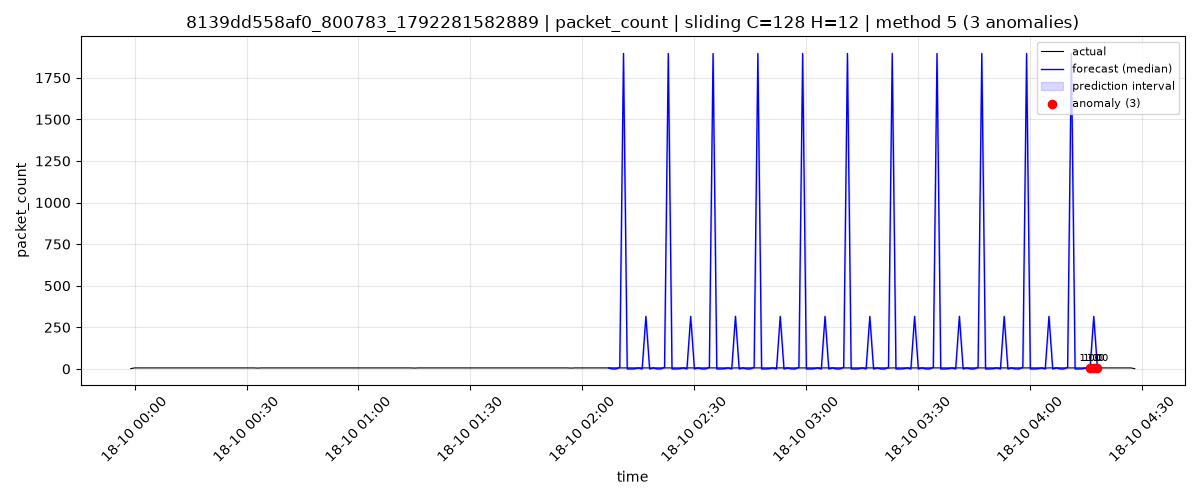 8139dd558af0_800783_1792281582889 | packet_count | sliding C=128 H=12 | method 5 (3 anomalies)
actual
forecast (median)
prediction interval
anomaly (3)
packet_count
1750
1500
1250
1000
750
500
250
0
18-10 00:00
18-10 00:30
18-10 01:00
18-10 01:30
18-10 02:00
18-10 02:30
18-10 03:00
18-10 03:30
18-10 04:00
18-10 04:30
time